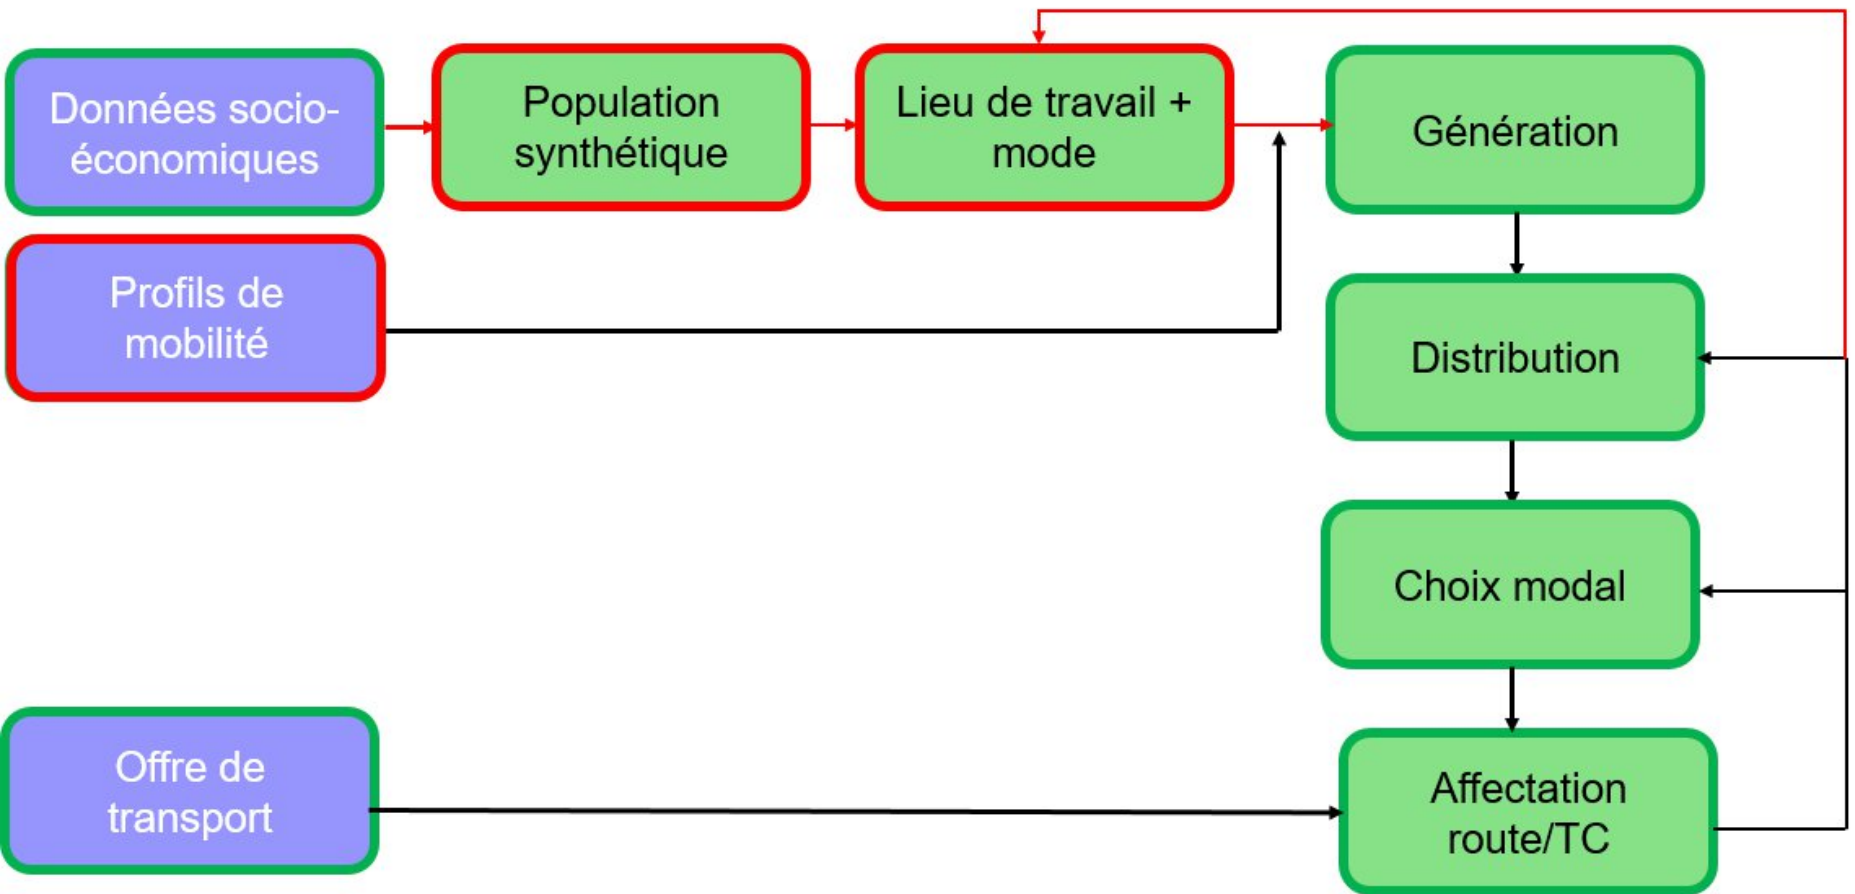 Données socio-
économiques
Population
synthétique
Lieu de travail +
mode
Génération
Profils de
mobilité
Distribution
Choix modal
Offre de
transport
Affectation
route/TC